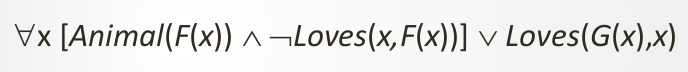 ∀x [Animal(F(x)) ∧ ¬Loves(x,F(x))] ∨ Loves(G(x),x)